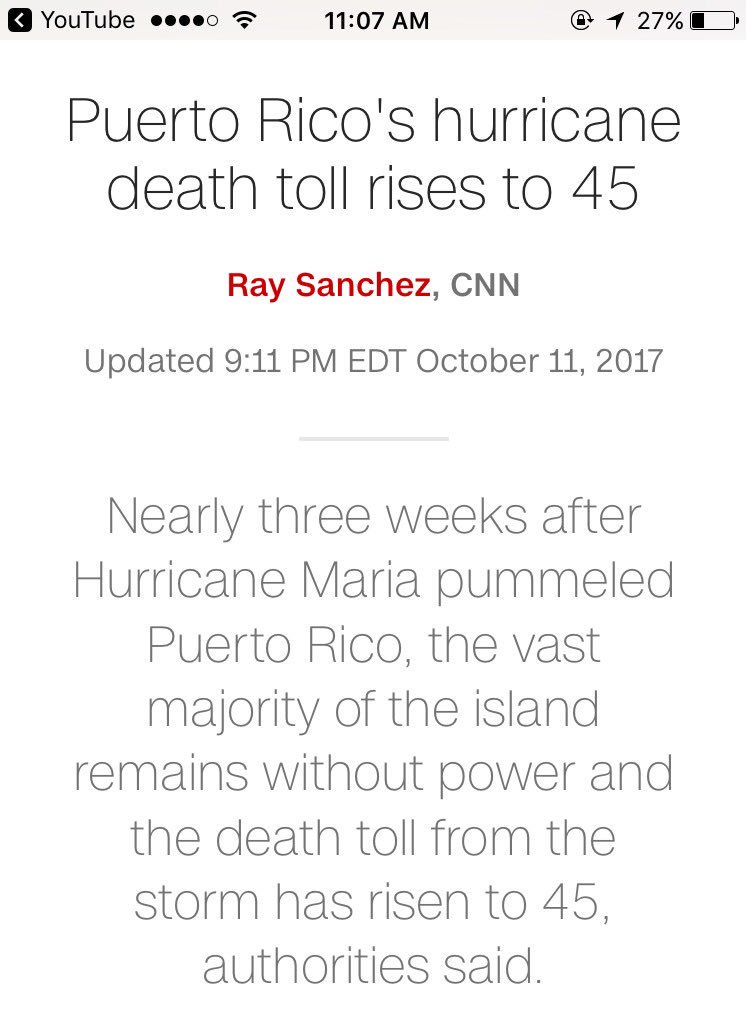 YouTube 11:07 AM 27%
Puerto Rico's hurricane
death toll rises to 45
Ray Sanchez, CNN
Updated 9:11 PM EDT October 11, 2017
Nearly three weeks after
Hurricane Maria pummeled
Puerto Rico, the vast
majority of the island
remains without power and
the death toll from the
storm has risen to 45,
authorities said.